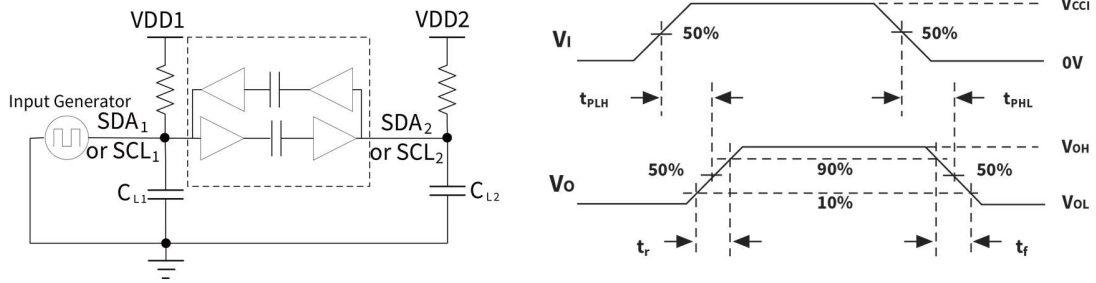 VDD1
VDD2
Input Generator
SDA1
or SCL1
SDA2
or SCL2
CL1
CL2
VCCI
VI
50%
50%
0V
tPLH
tPHL
VOH
50%
90%
50%
VO
10%
VOL
tr
tf